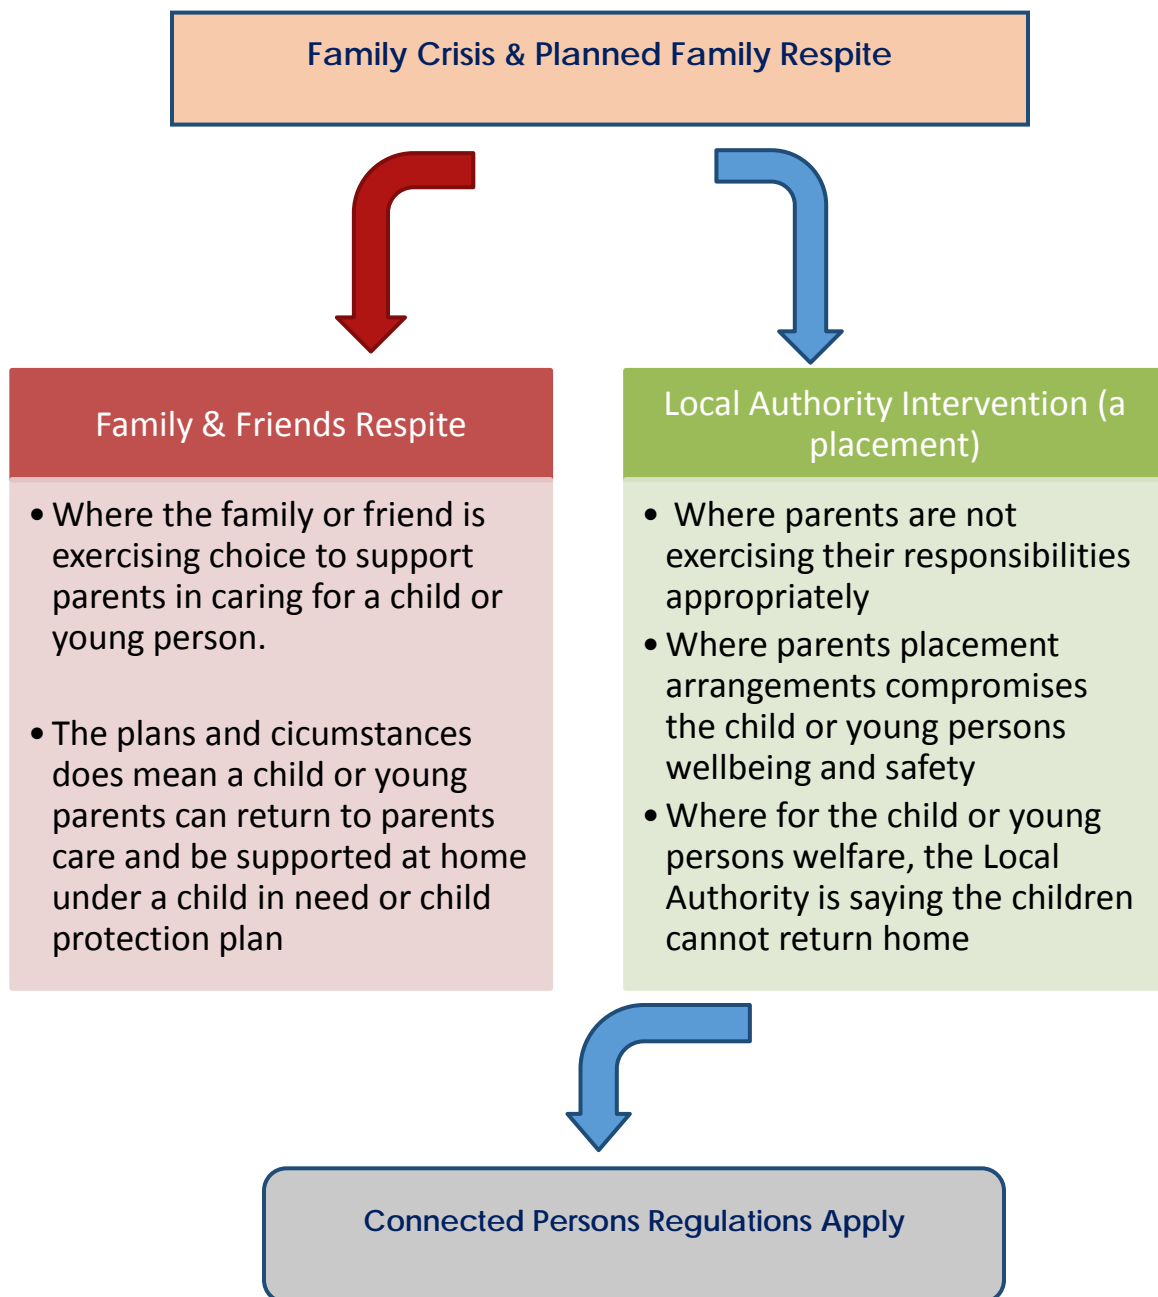 Family Crisis & Planned Family Respite
Family & Friends Respite
• Where the family or friend is
exercising choice to support
parents in caring for a child or
young person.
• The plans and cicumstances
does mean a child or young
parents can return to parents
care and be supported at home
under a child in need or child
protection plan
Local Authority Intervention (a
placement)
• Where parents are not
exercising their responsibilities
appropriately
• Where parents placement
arrangements compromises
the child or young persons
wellbeing and safety
• Where for the child or young
persons welfare, the Local
Authority is saying the children
cannot return home
Connected Persons Regulations Apply